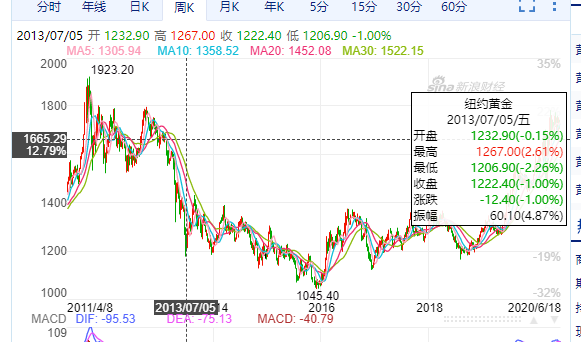 分时 年线 日K 周K 月K 年K 5分 15分 30分 60分
2013/07/05 开 1232.90 高 1267.00 收 1222.40 低 1206.90 -1.00%
MA5: 1305.94 MA10: 1358.52 MA20: 1452.08 MA30: 1522.15
2000 35%
1923.20
sina 新浪财经
1800
纽约黄金
2013/07/05/五
开盘 1232.90(-0.15%)
最高 1267.00(2.61%)
最低 1206.90(-2.26%)
收盘 1222.40(-1.00%)
涨跌 -12.40(-1.00%)
振幅 60.10(4.87%)
1665.29
12.79%
1400
1200 -19%
1000 1045.40 -32%
2011/4/8 2013/07/05 14 2016 2018 2020/6/18
MACD DIF: -95.53 DEA: -75.13 MACD: -40.79
109